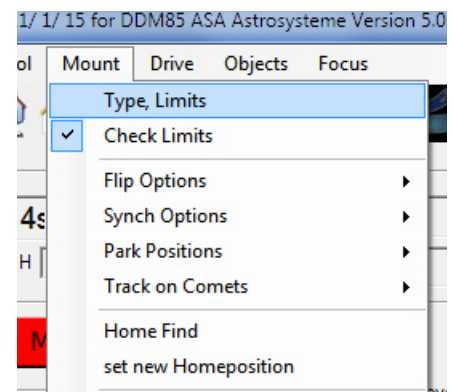 1/ 1/ 15 for DDM85 ASA Astrosysteme Version 5.0
ol Mount Drive Objects Focus
Type, Limits
Check Limits
Flip Options
4s Synch Options
H Park Positions
Track on Comets
Home Find
M
set new Homeposition